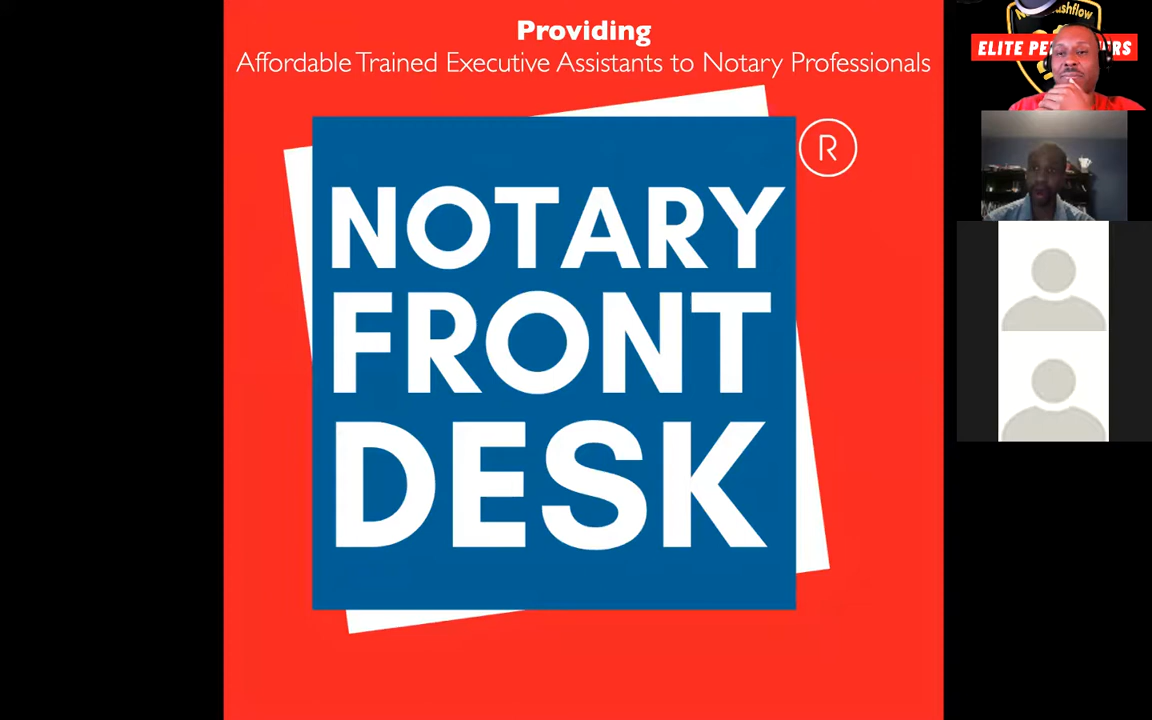 Providing
Affordable Trained Executive Assistants to Notary Professionals
R
NOTARY
FRONT
DESK
ELITE